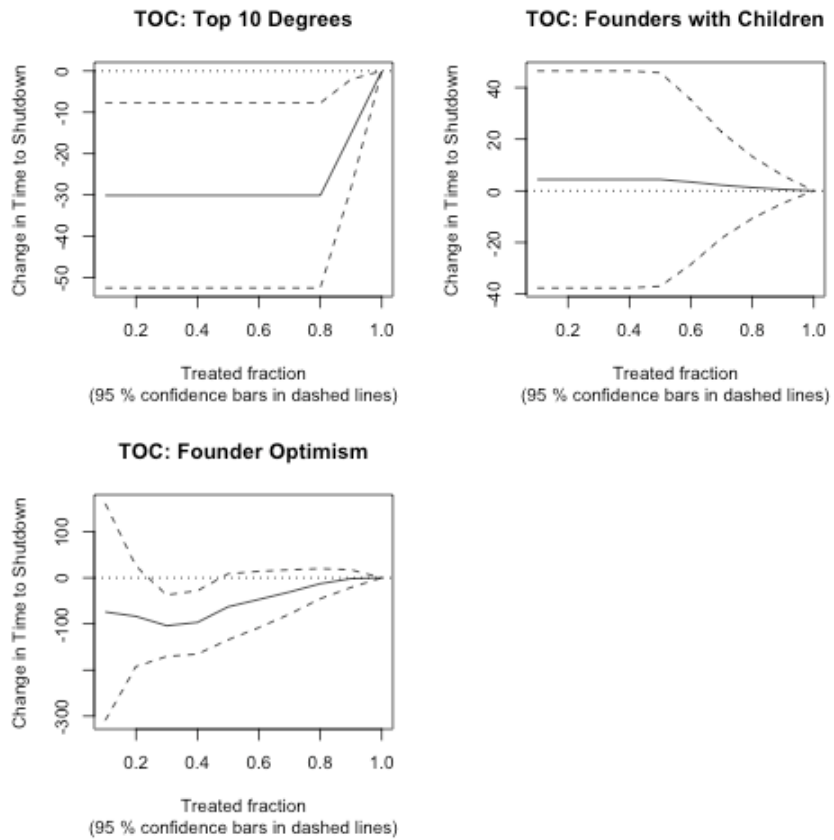 TOC: Top 10 Degrees
Change in Time to Shutdown
0
-10
-20
-30
-40
-50
0.2 0.4 0.6 0.8 1.0
Treated fraction
(95 % confidence bars in dashed lines)
TOC: Founders with Children
Change in Time to Shutdown
40
20
0
-20
-40
0.2 0.4 0.6 0.8 1.0
Treated fraction
(95 % confidence bars in dashed lines)
TOC: Founder Optimism
Change in Time to Shutdown
100
0
-100
-300
0.2 0.4 0.6 0.8 1.0
Treated fraction
(95 % confidence bars in dashed lines)